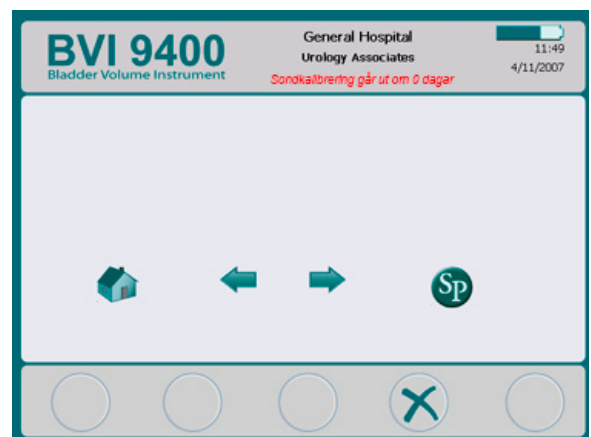 BVI 9400
Bladder Volume Instrument
General Hospital
Urology Associates
Sondkalibrering går ut om 0 dagar
11:49
4/11/2007
SP